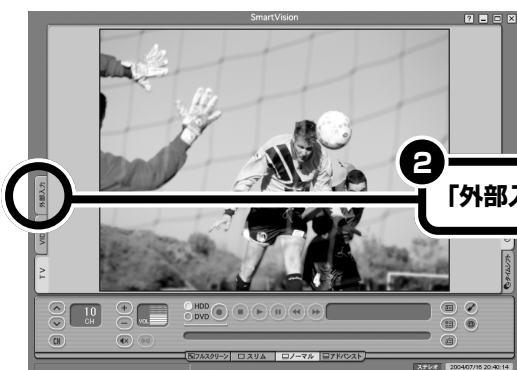 SmartVision
外部入力
VID
TV
2
「外部入
タイムシフト
10
CH
VOL
HDD
DVD
フルスクリーン スリム ノーマル アドバンスト
ステレオ 2004/07/16 20:40:14